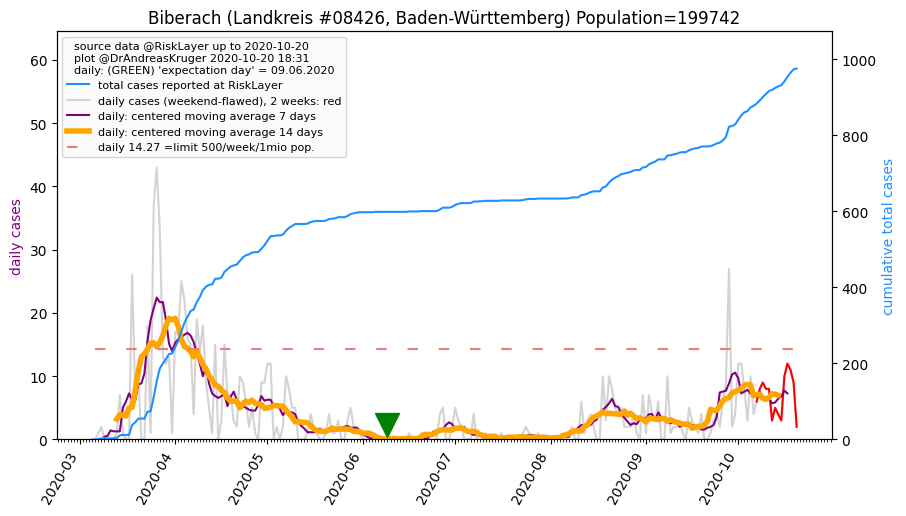 Biberach (Landkreis #08426, Baden-Württemberg) Population=199742
source data @RiskLayer up to 2020-10-20
plot @DrAndreasKruger 2020-10-20 18:31
daily: (GREEN) 'expectation day' = 09.06.2020
total cases reported at RiskLayer
daily cases (weekend-flawed), 2 weeks: red
daily: centered moving average 7 days
daily: centered moving average 14 days
daily 14.27 =limit 500/week/1mio pop.
daily cases
60
50
40
30
20
10
0
1000
800
600
400
200
0
cumulative total cases
2020-03
2020-04
2020-05
2020-06
2020-07
2020-08
2020-09
2020-10